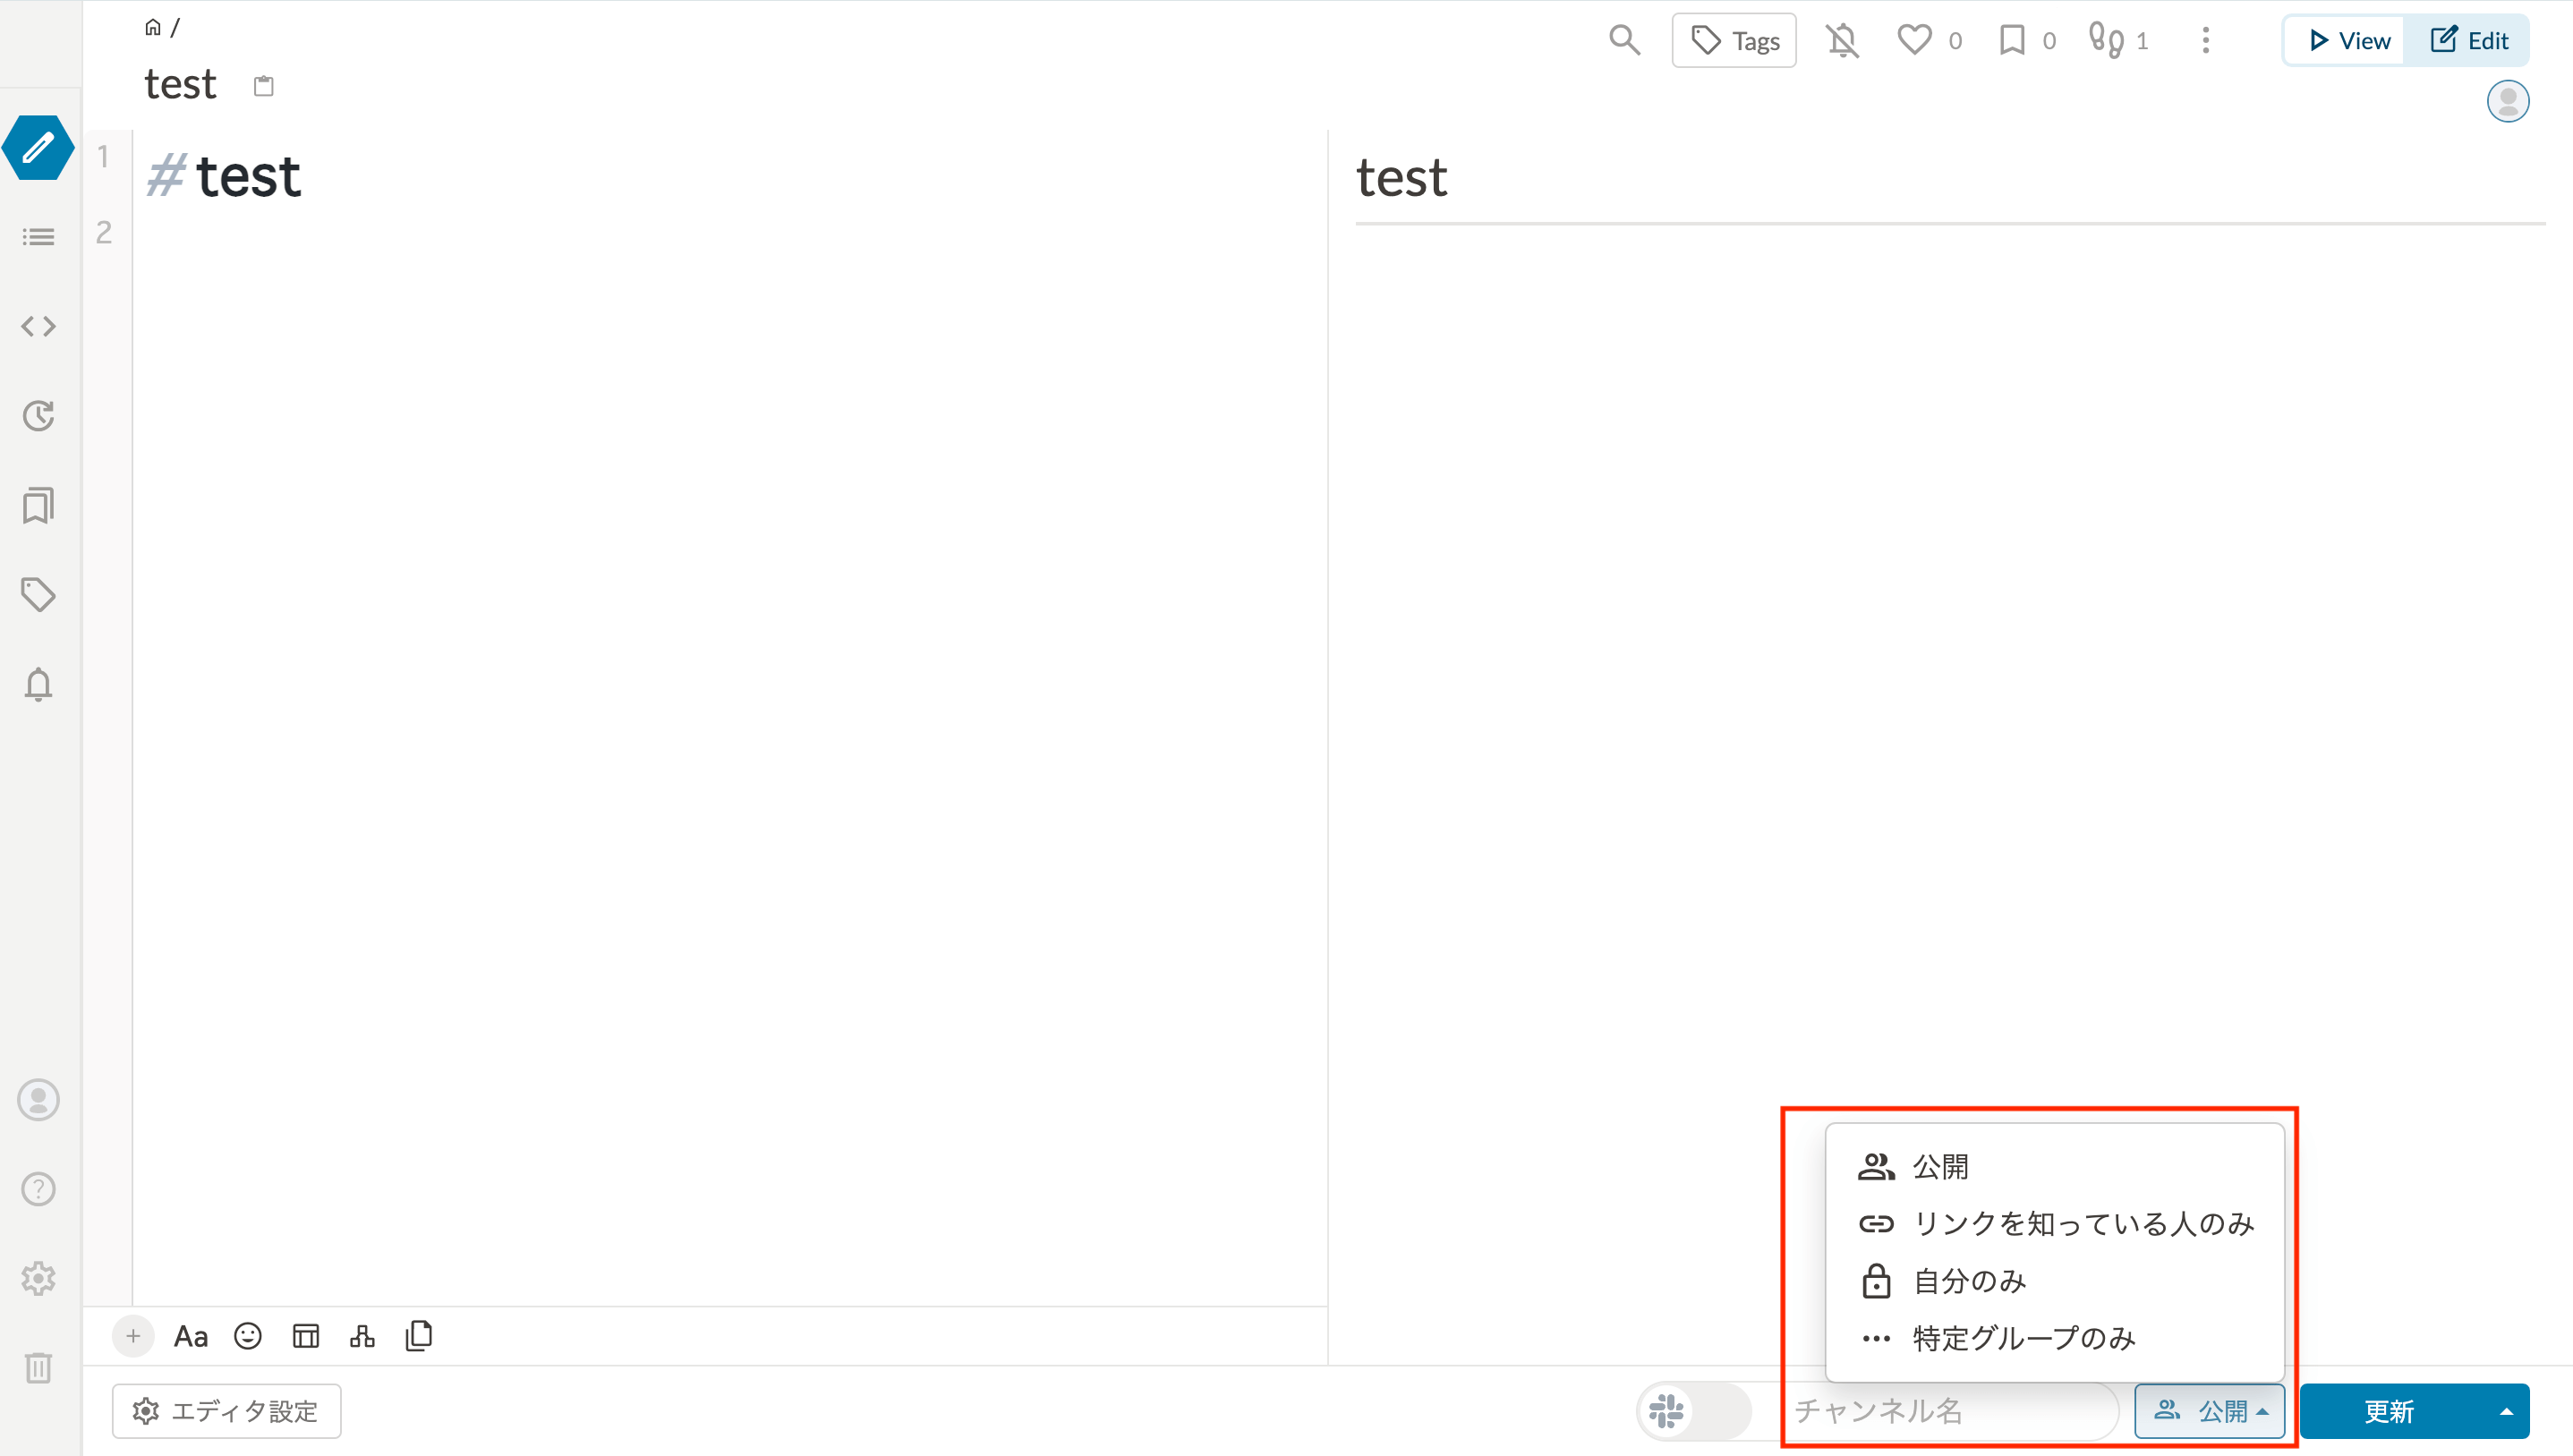 /
test
Tags
0
0
1
View
Edit
1
# test
2
test
公開
リンクを知っている人のみ
自分のみ
特定グループのみ
Aa
エディタ設定
チャンネル名
公開
更新